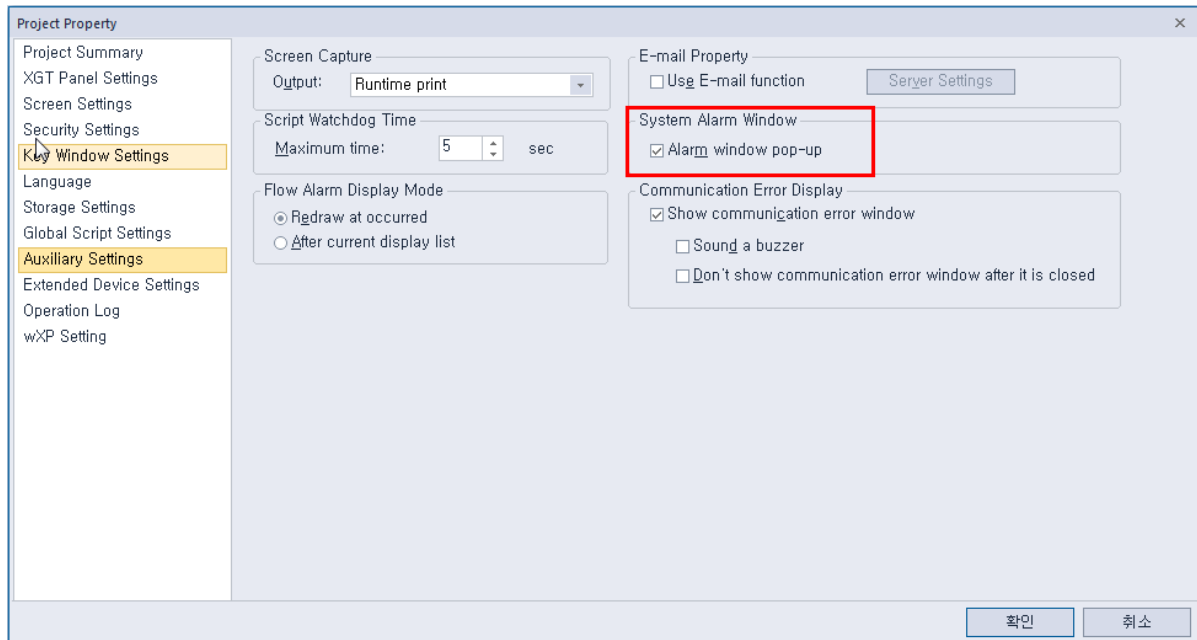 Project Property
Project Summary
XGT Panel Settings
Screen Settings
Security Settings
Key Window Settings
Language
Storage Settings
Global Script Settings
Auxiliary Settings
Extended Device Settings
Operation Log
wXP Setting
Screen Capture
Output: Runtime print
Script Watchdog Time
Maximum time: 5 sec
Flow Alarm Display Mode
Redraw at occurred
After current display list
E-mail Property
Use E-mail function Server Settings
System Alarm Window
Alarm window pop-up
Communication Error Display
Show communication error window
Sound a buzzer
Don't show communication error window after it is closed
확인 취소